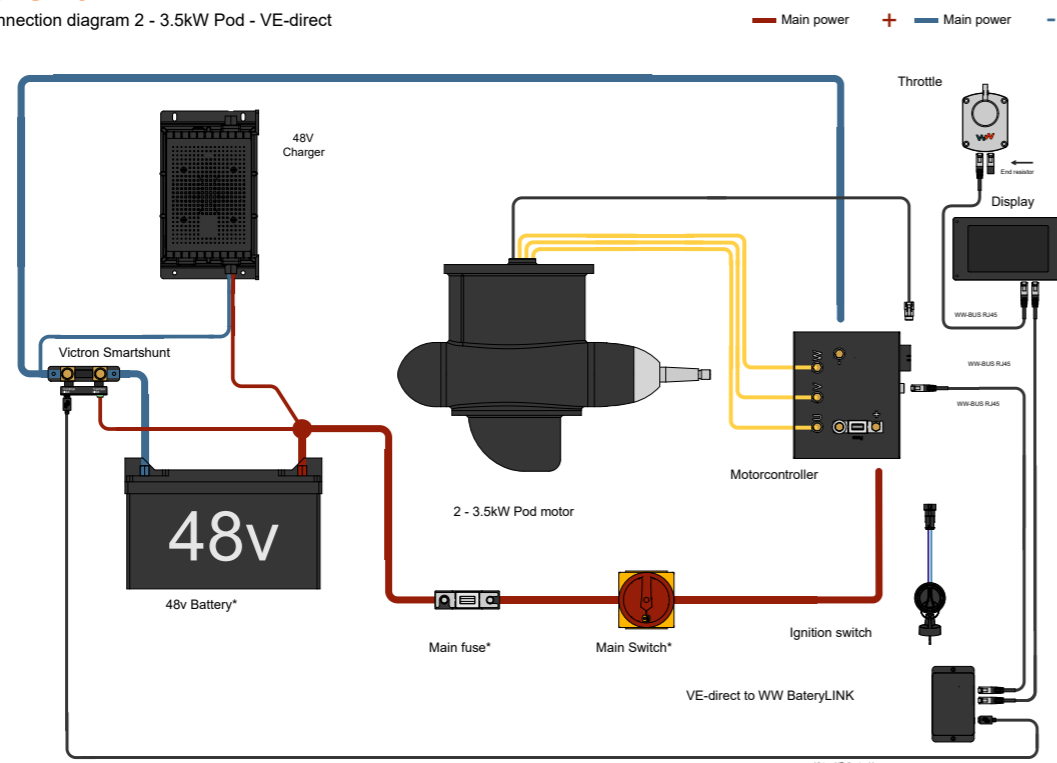 nnection diagram 2 - 3.5kW Pod - VE-direct
Main power +
Main power -
Throttle
48V
Charger
End resistor
Display
WW-BUS RJ45
Victron Smartshunt
WW-BUS RJ45
WW-BUS RJ45
W
V
U
+
Motorcontroller
48v
2 - 3.5kW Pod motor
48v Battery*
Main fuse*
Main Switch*
Ignition switch
VE-direct to WW BateryLINK